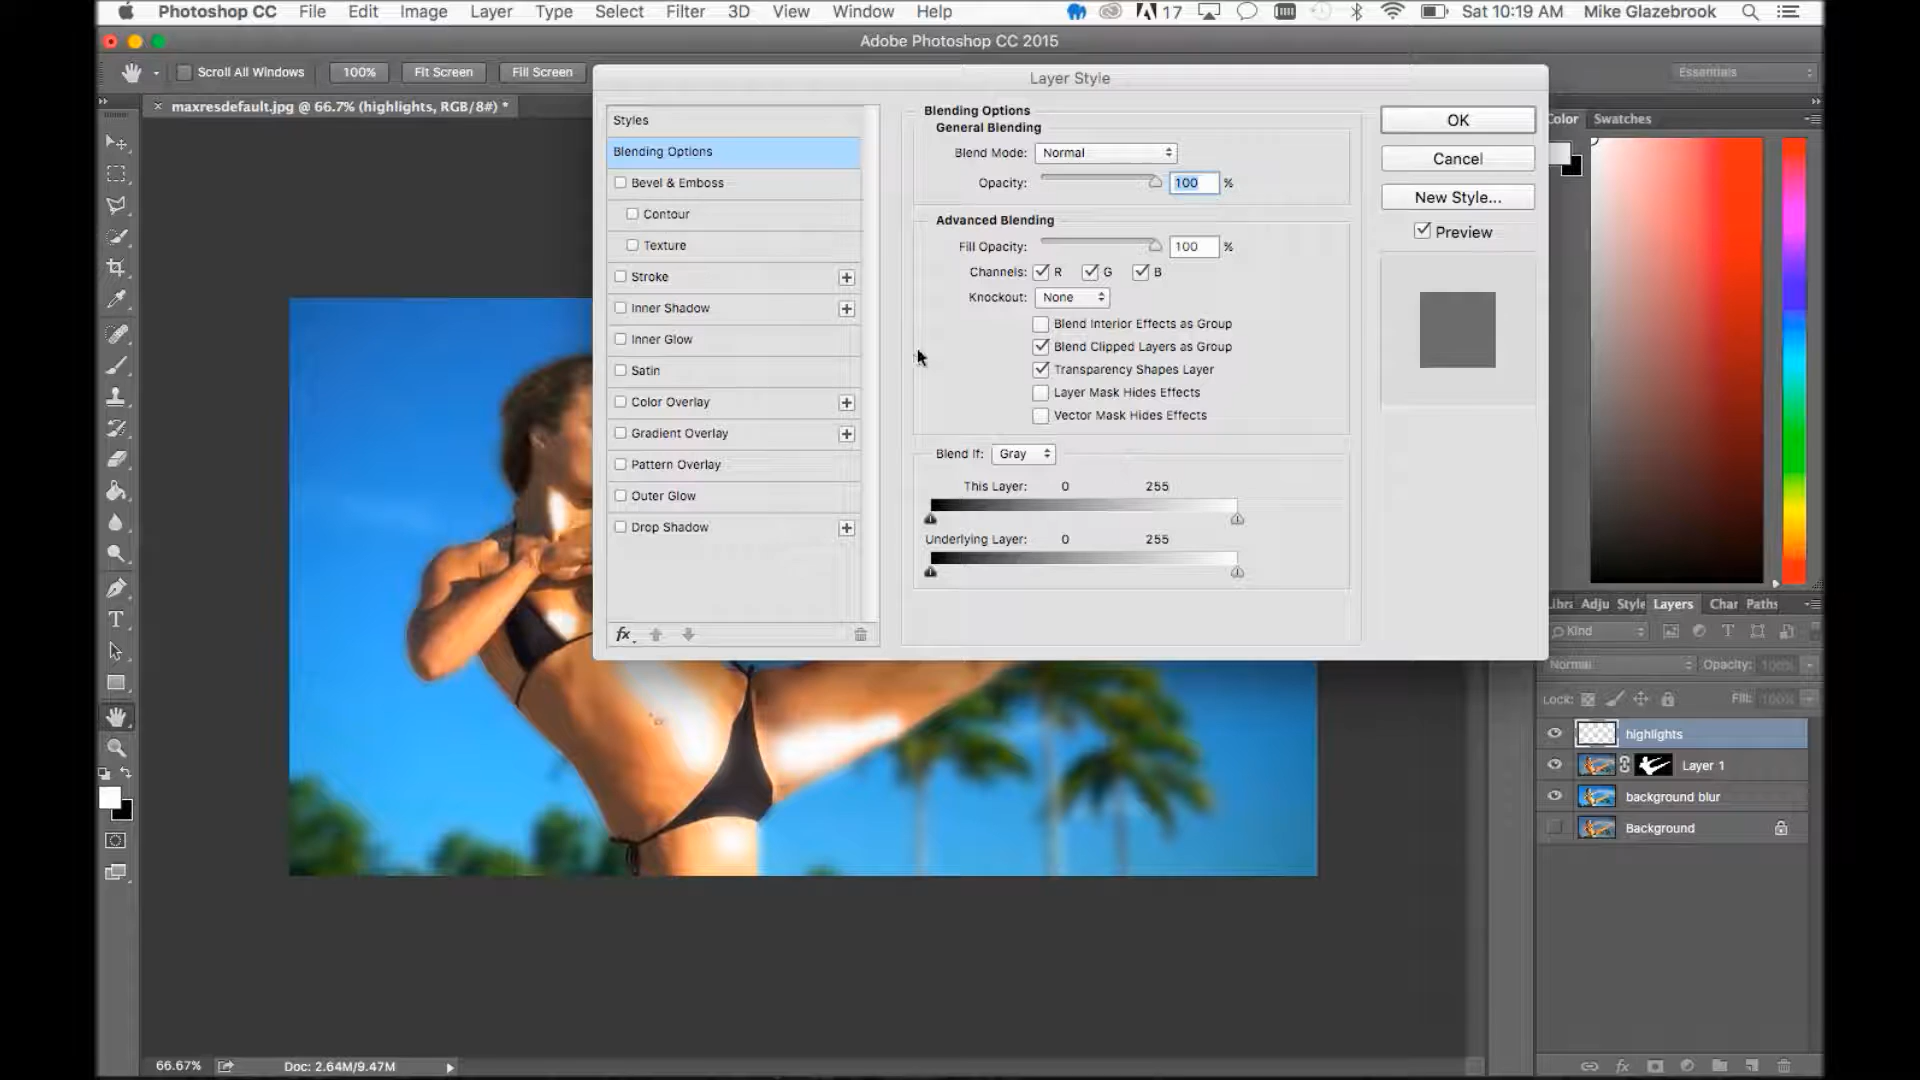 Photoshop CC File Edit Image Layer Type Select Filter 3D View Window Help 17 Sat 10:19 AM Mike Glazebrook
Adobe Photoshop CC 2015
Scroll All Windows 100% Fit Screen Fill Screen Essentials
× maxresdefault.jpg @ 66.7% (highlights, RGB/8#) *
Layer Style
Styles
Blending Options
Bevel & Emboss
Contour
Texture
Stroke
Inner Shadow
Inner Glow
Satin
Color Overlay
Gradient Overlay
Pattern Overlay
Outer Glow
Drop Shadow
fx
Blending Options
General Blending
Blend Mode: Normal
Opacity: 100 %
Advanced Blending
Fill Opacity: 100 %
Channels: R G B
Knockout: None
Blend Interior Effects as Group
Blend Clipped Layers as Group
Transparency Shapes Layer
Layer Mask Hides Effects
Vector Mask Hides Effects
Blend If: Gray
This Layer: 0 255
Underlying Layer: 0 255
OK
Cancel
New Style...
Preview
Color Swatches
Adju Style Layers Char Paths
Kind
Normal Opacity: 100%
Lock: Fill: 100%
highlights
Layer 1
background blur
Background
66.67% Doc: 2.64M/9.47M
fx